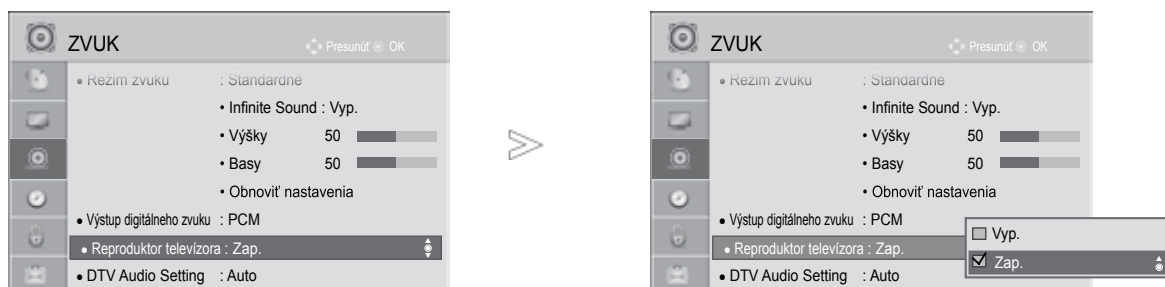 ZVUK Presunúť OK
• Režim zvuku : Štandardné
• Infinite Sound : Vyp.
• Výšky 50
• Basy 50
• Obnoviť nastavenia
• Výstup digitálneho zvuku : PCM
• Reproduktor televízora : Zap.
• DTV Audio Setting : Auto
ZVUK Presunúť OK
• Režim zvuku : Štandardné
• Infinite Sound : Vyp.
• Výšky 50
• Basy 50
• Obnoviť nastavenia
• Výstup digitálneho zvuku : PCM
• Reproduktor televízora : Zap.
• DTV Audio Setting : Auto
Vyp.
Zap.